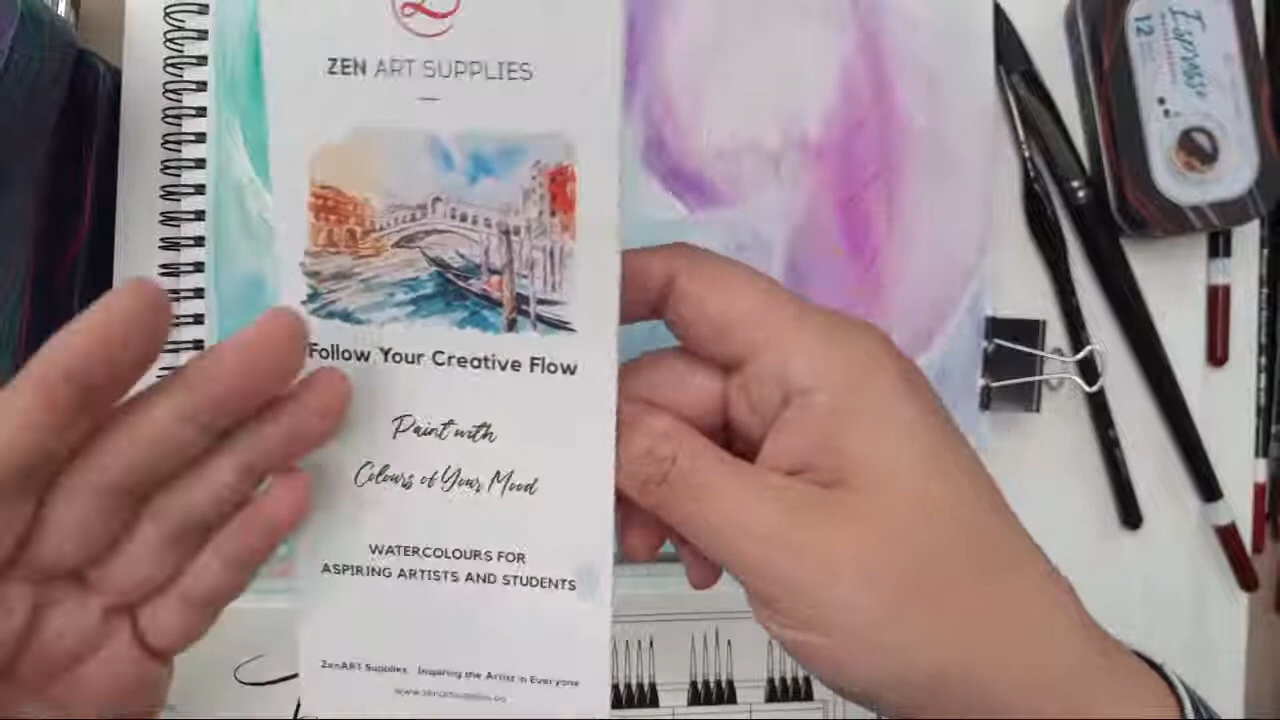 ZEN ART SUPPLIES
Follow Your Creative Flow
Paint with
Colours of Your Mood
WATERCOLOURS FOR
ASPIRING ARTISTS AND STUDENTS
ZenART Supplies Inspiring the Artist in Everyone
12